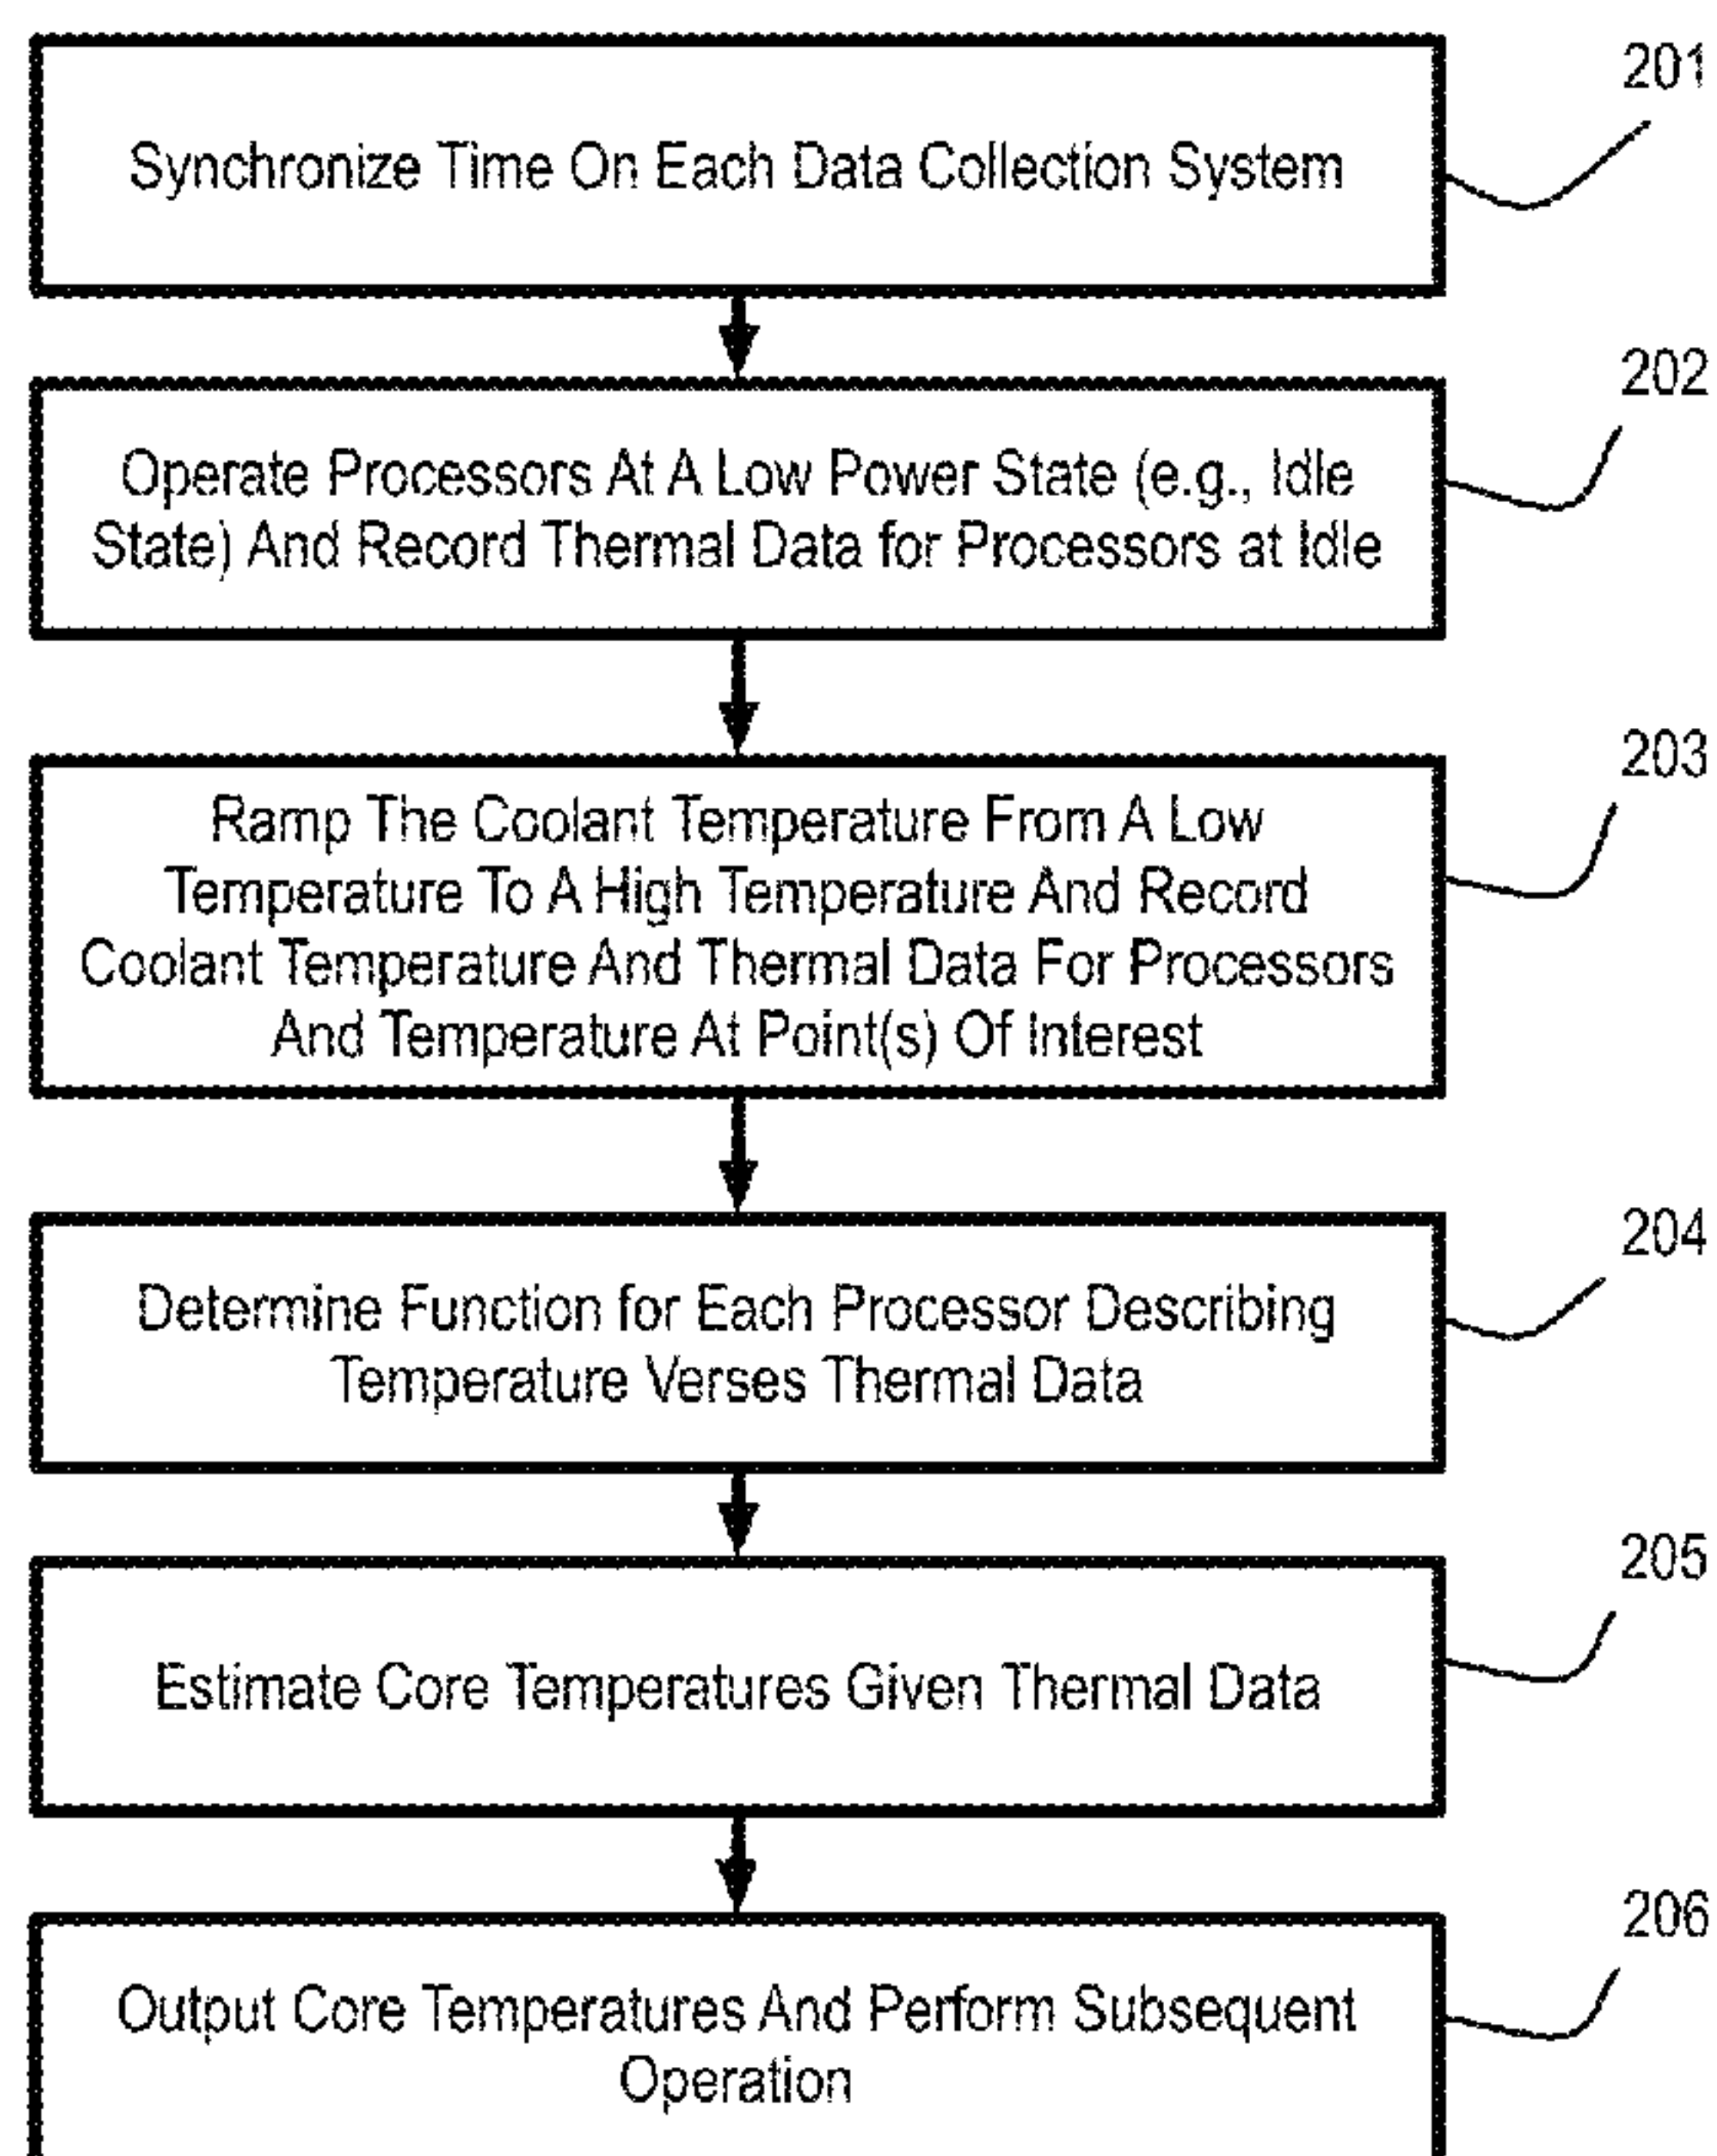 201
Synchronize Time On Each Data Collection System
202
Operate Processors At A Low Power State (e.g., Idle
State) And Record Thermal Data for Processors at Idle
203
Ramp The Coolant Temperature From A Low
Temperature To A High Temperature And Record
Coolant Temperature And Thermal Data For Processors
And Temperature At Point(s) Of Interest
204
Determine Function for Each Processor Describing
Temperature Verses Thermal Data
205
Estimate Core Temperatures Given Thermal Data
206
Output Core Temperatures And Perform Subsequent
Operation